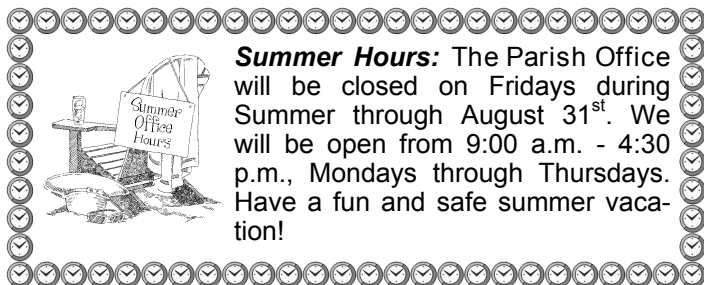 Summer
Office
Hours
Summer Hours: The Parish Office
will be closed on Fridays during
Summer through August 31st. We
will be open from 9:00 a.m. - 4:30
p.m., Mondays through Thursdays.
Have a fun and safe summer vaca-
tion!